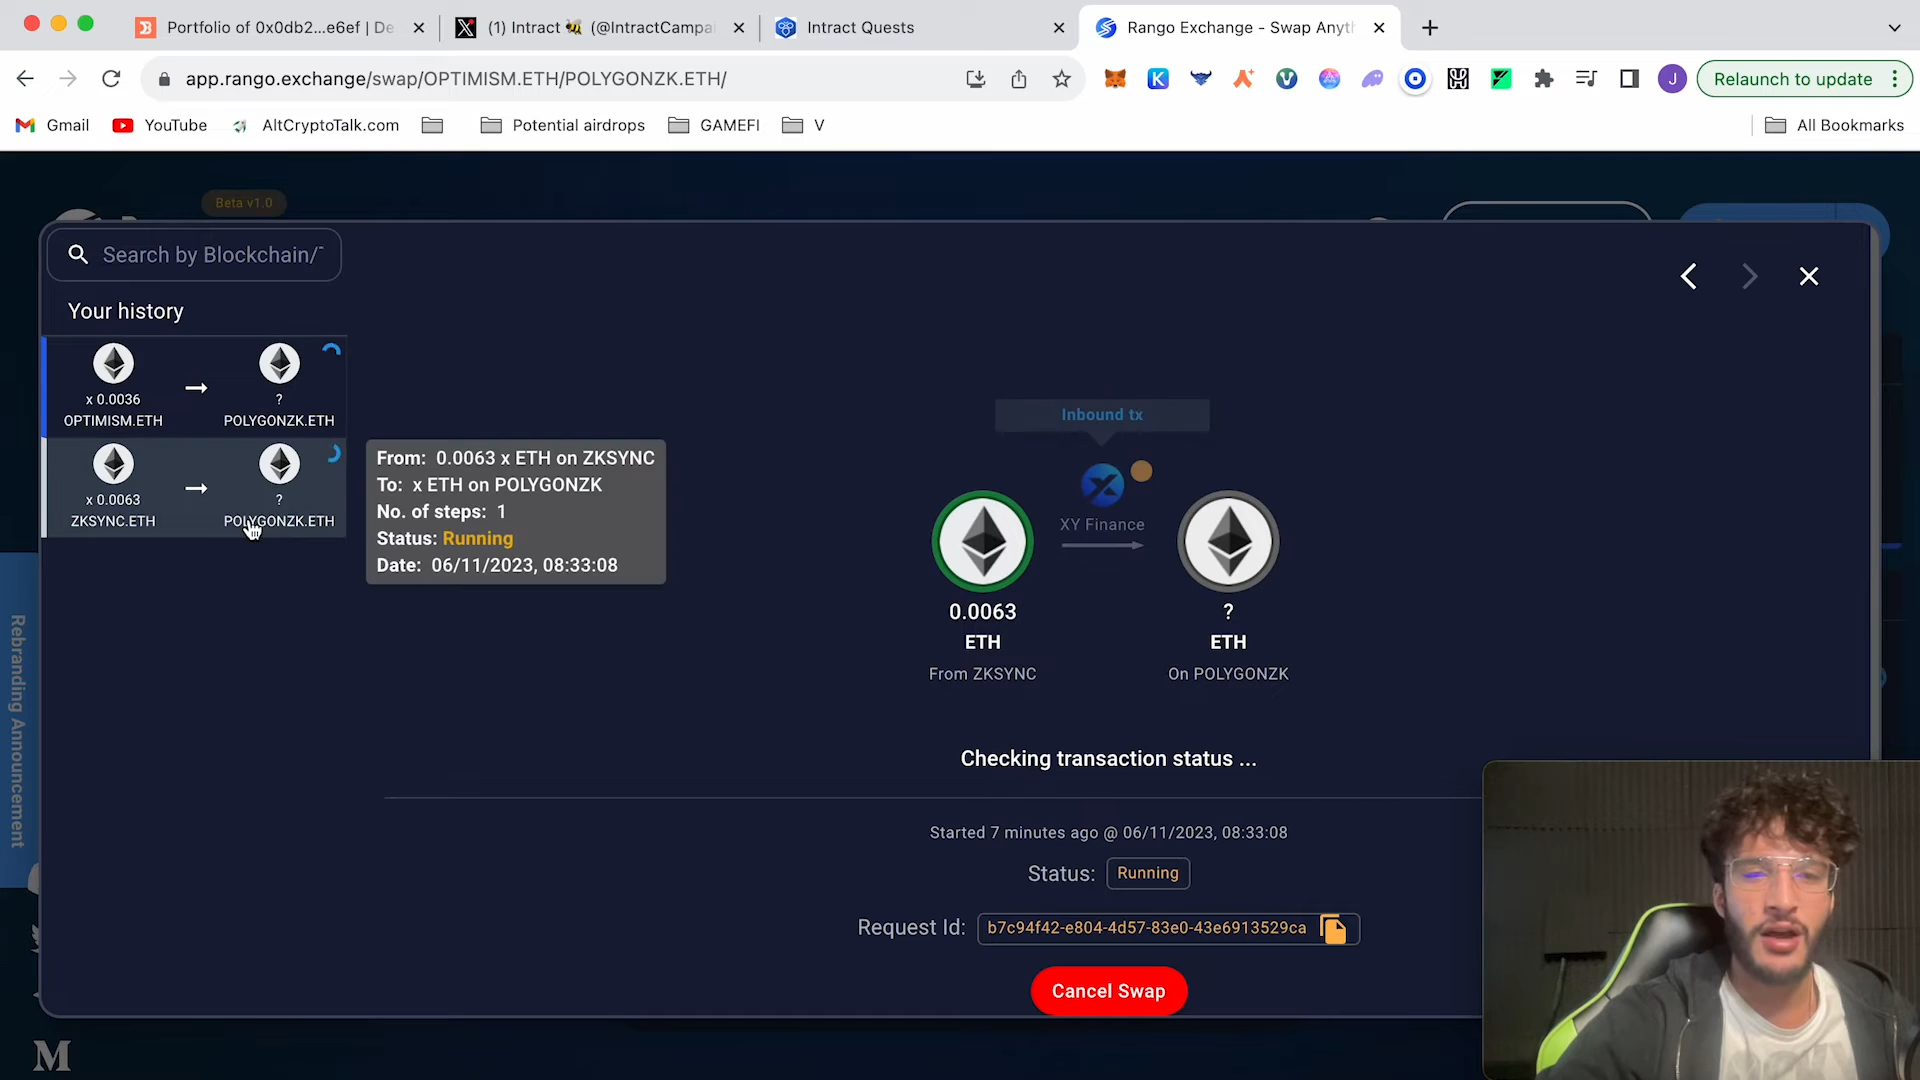 Portfolio of 0x0db2...e6ef | De
(1) Intract 🐝 (@IntractCampai
Intract Quests
Rango Exchange - Swap Anyth
app.rango.exchange/swap/OPTIMISM.ETH/POLYGONZK.ETH/
J
Relaunch to update
Gmail
YouTube
AltCryptoTalk.com
Potential airdrops
GAMEFI
V
All Bookmarks
Beta v1.0
Search by Blockchain/
Your history
x 0.0036
OPTIMISM.ETH
?
POLYGONZK.ETH
x 0.0063
ZKSYNC.ETH
?
POLYGONZK.ETH
From: 0.0063 x ETH on ZKSYNC
To: x ETH on POLYGONZK
No. of steps: 1
Status: Running
Date: 06/11/2023, 08:33:08
Inbound tx
XY Finance
0.0063
ETH
From ZKSYNC
?
ETH
On POLYGONZK
Checking transaction status ...
Started 7 minutes ago @ 06/11/2023, 08:33:08
Status: Running
Request Id: b7c94f42-e804-4d57-83e0-43e6913529ca
Cancel Swap
Rebranding Announcement
M